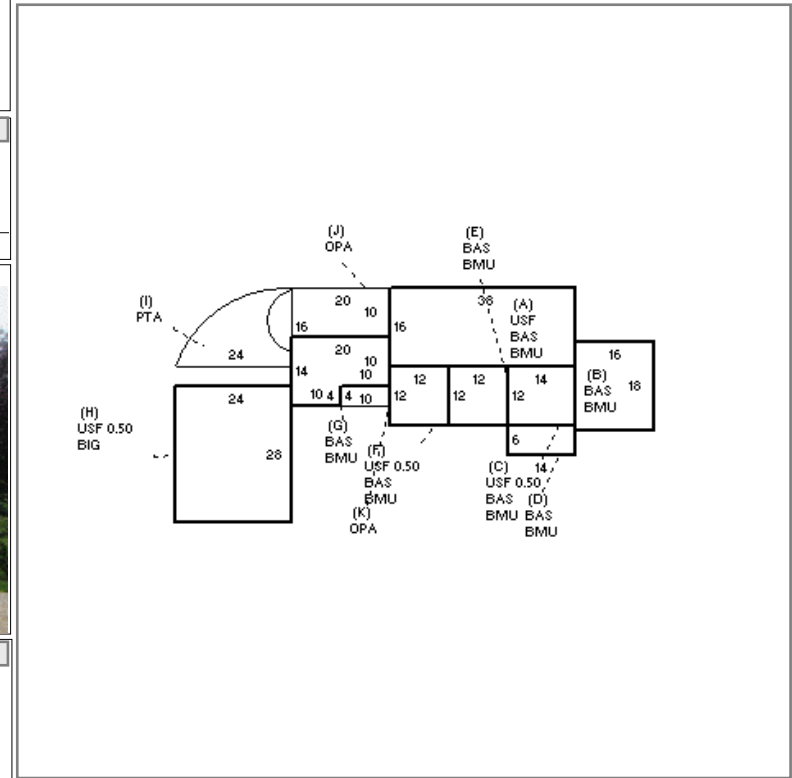 (J)
OPA
(E)
BAS
BMU
(I)
PTA
20
10
38
(A)
USF
BAS
BMU
16
16
24
20
10
10
14
16
(B)
BAS
BMU
18
12
12
14
12
12
12
24
10 4
4 10
(H)
USF 0.50
BIG
28
(G)
BAS
BMU
(F)
USF 0.50
BAS
BMU
6
14
(C)
USF 0.50
BAS
BMU
(D)
BAS
BMU
(K)
OPA